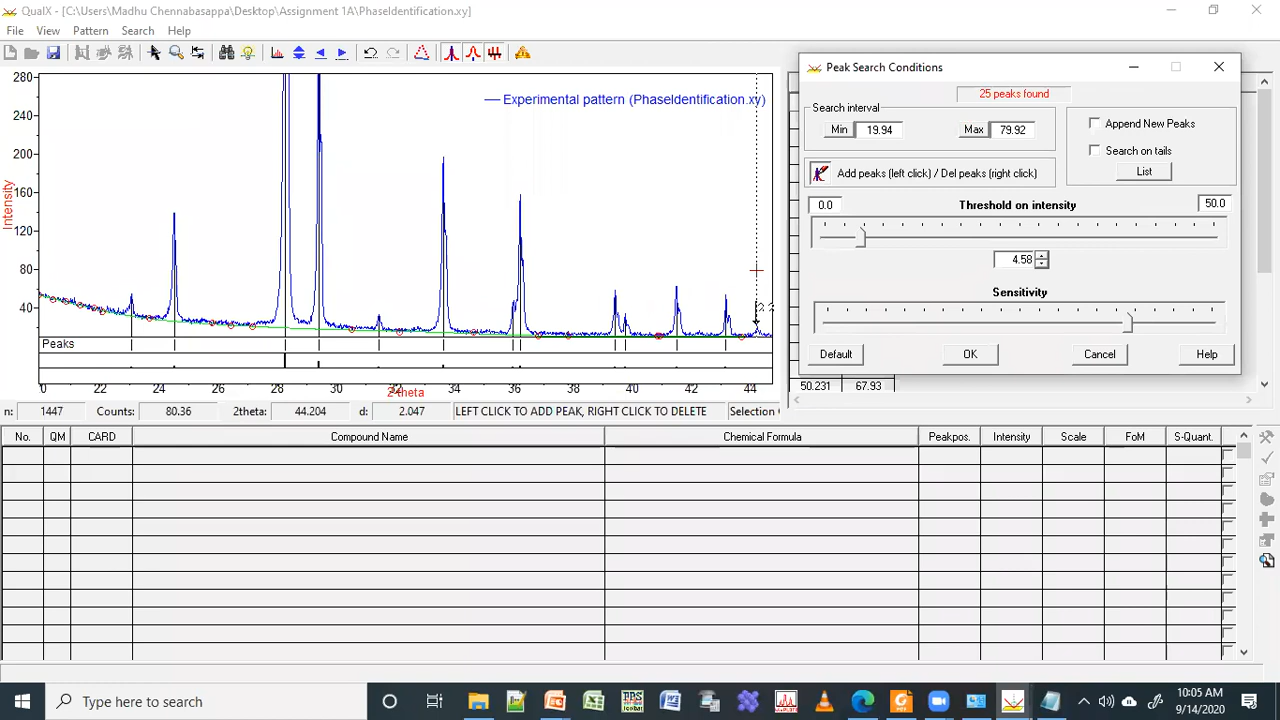 QualX - [C:\Users\Madhu Chennabasappa\Desktop\Assignment 1A\PhaseIdentification.xy]
File View Pattern Search Help
Peak Search Conditions
25 peaks found
Search interval
Min 19.94 Max 79.92
Append New Peaks
Search on tails
List
Add peaks (left click) / Del peaks (right click)
0.0 Threshold on intensity 50.0
4.58
Sensitivity
Default OK Cancel Help
50.231 67.93
Experimental pattern (PhaseIdentification.xy)
Intensity
280
240
200
160
120
80
40
Peaks
0 22 24 26 28 30 32 34 36 38 40 42 44
2 theta
n: 1447 Counts: 80.36 2theta: 44.204 d: 2.047 LEFT CLICK TO ADD PEAK, RIGHT CLICK TO DELETE Selection
No. QM CARD Compound Name Chemical Formula Peakpos. Intensity Scale FoM S-Quant.
Type here to search
10:05 AM
9/14/2020